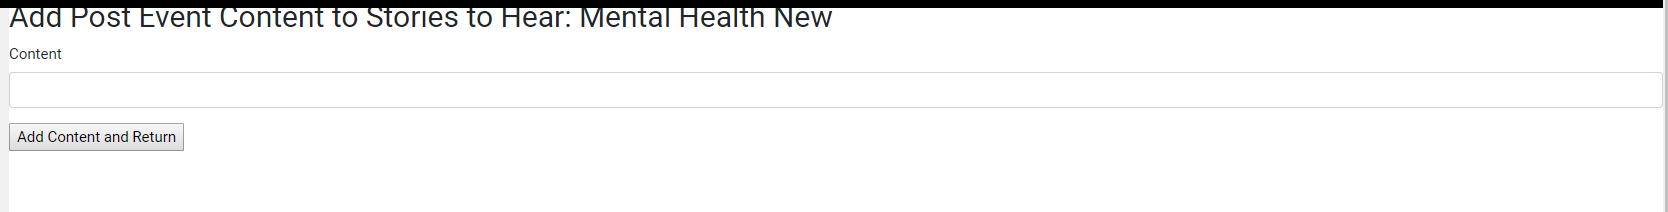 Add Post Event Content to Stories to Hear: Mental Health New
Content
Add Content and Return